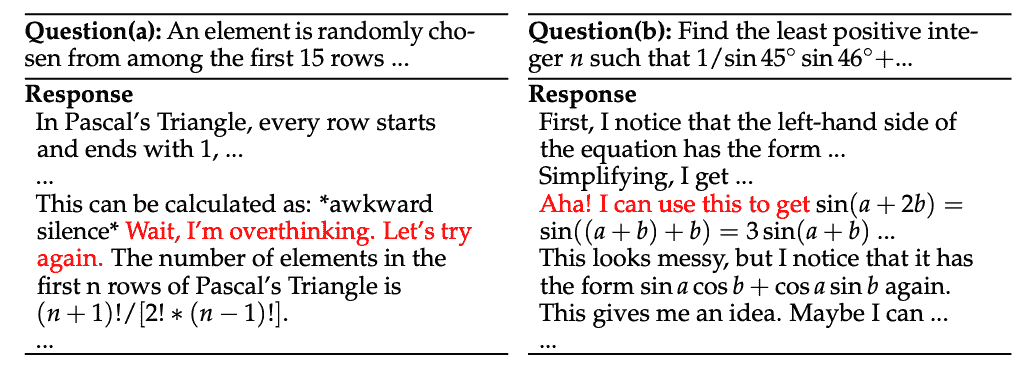 Question(a): An element is randomly cho-
sen from among the first 15 rows ...
Response
In Pascal's Triangle, every row starts
and ends with 1, ...
...
This can be calculated as: *awkward
silence* Wait, I'm overthinking. Let's try
again. The number of elements in the
first n rows of Pascal's Triangle is
(n + 1)!/[2! * (n − 1)!].
...
Question(b): Find the least positive inte-
ger n such that 1/sin 45° sin 46°+...
Response
First, I notice that the left-hand side of
the equation has the form ...
Simplifying, I get ...
Aha! I can use this to get sin(a + 2b) =
sin((a + b) + b) = 3 sin(a + b) ...
This looks messy, but I notice that it has
the form sin a cos b + cos a sin b again.
This gives me an idea. Maybe I can ...
...